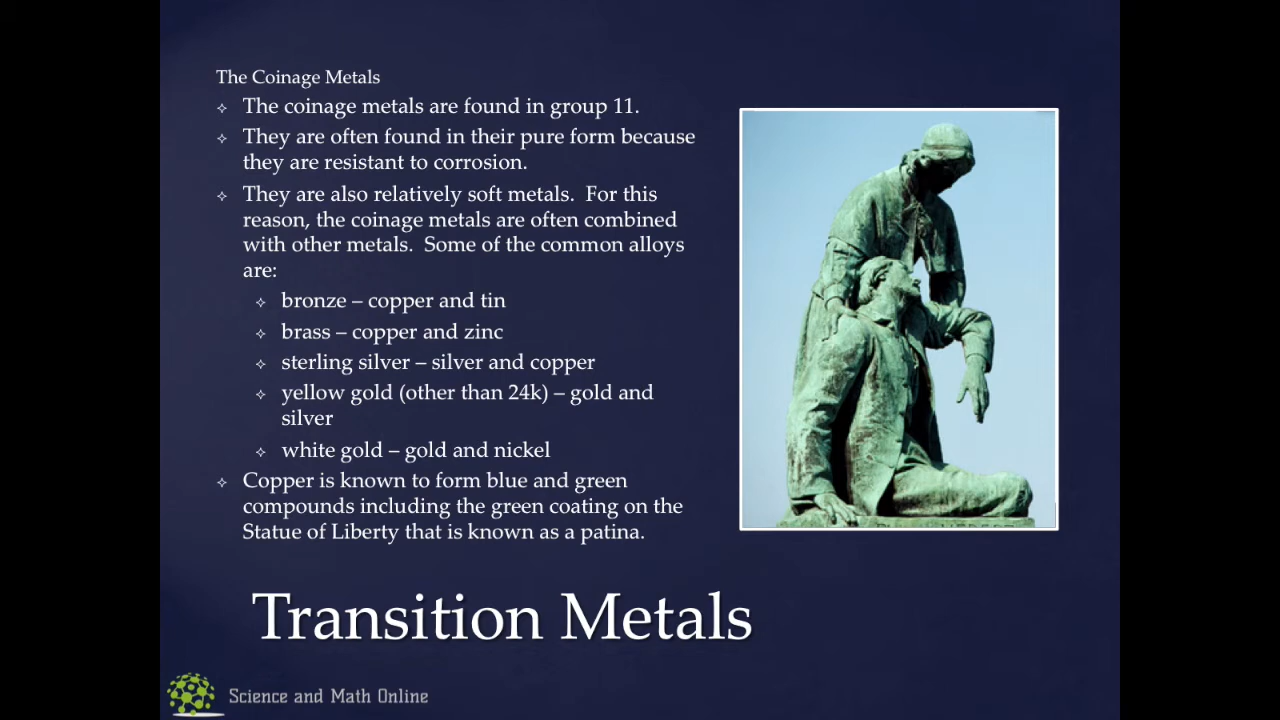 The Coinage Metals
✧ The coinage metals are found in group 11.
✧ They are often found in their pure form because
they are resistant to corrosion.
✧ They are also relatively soft metals.  For this
reason, the coinage metals are often combined
with other metals.  Some of the common alloys
are:
✧ bronze – copper and tin
✧ brass – copper and zinc
✧ sterling silver – silver and copper
✧ yellow gold (other than 24k) – gold and
silver
✧ white gold – gold and nickel
✧ Copper is known to form blue and green
compounds including the green coating on the
Statue of Liberty that is known as a patina.
Transition Metals
Science and Math Online